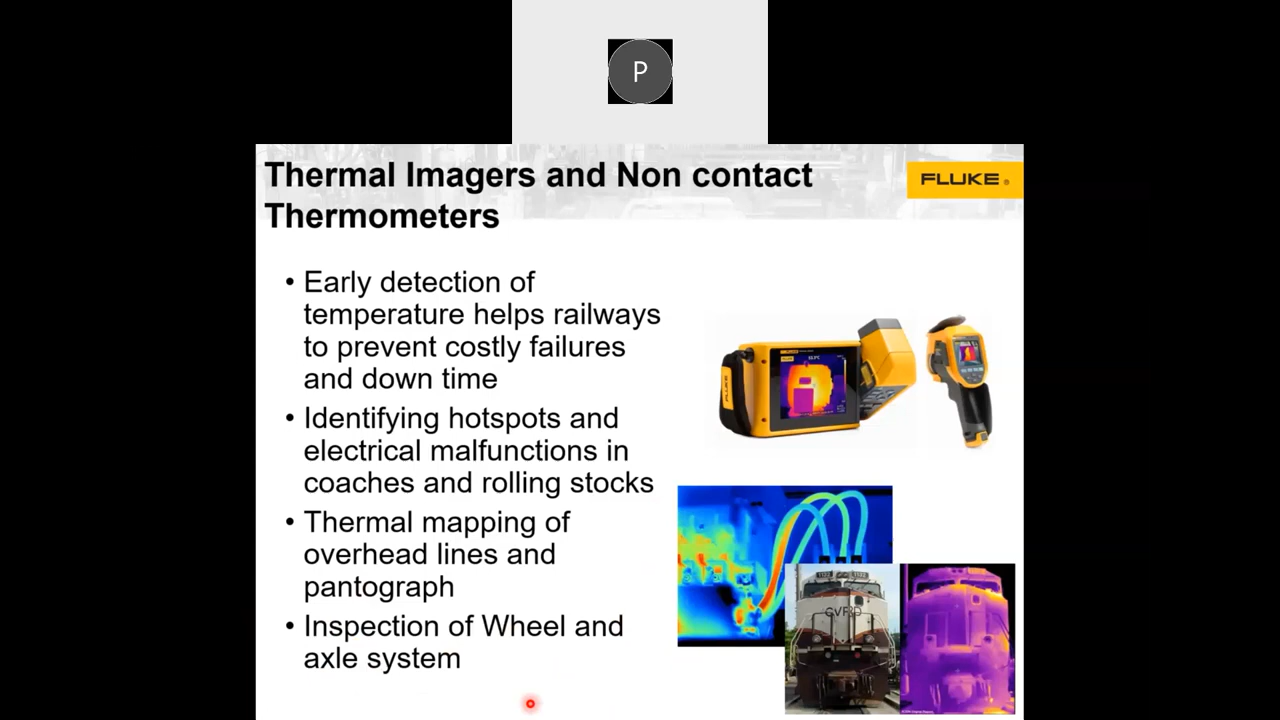 P
Thermal Imagers and Non contact
Thermometers
FLUKE
• Early detection of
temperature helps railways
to prevent costly failures
and down time
• Identifying hotspots and
electrical malfunctions in
coaches and rolling stocks
• Thermal mapping of
overhead lines and
pantograph
• Inspection of Wheel and
axle system
FLUKE